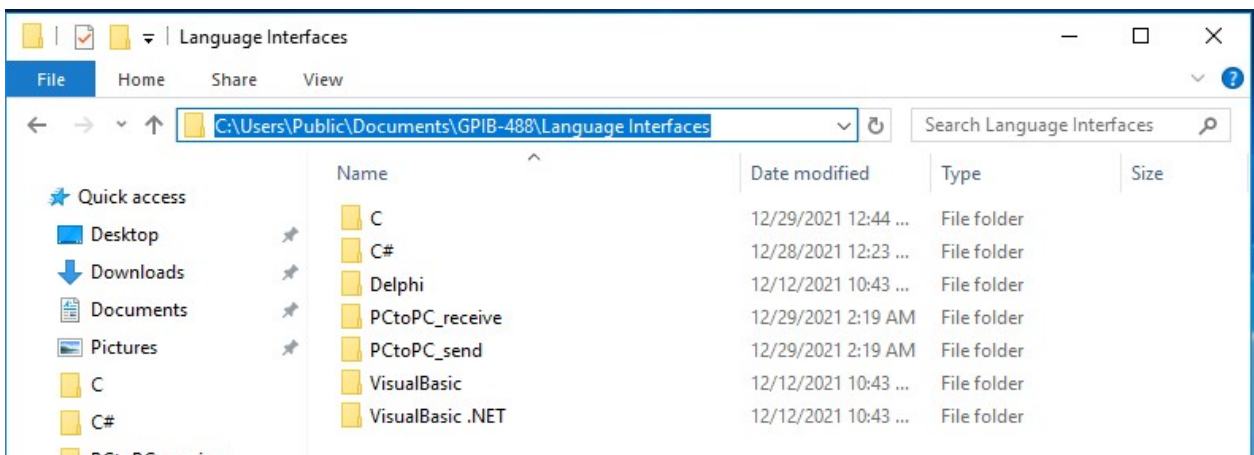 Language Interfaces
File Home Share View
C:\Users\Public\Documents\GPIB-488\Language Interfaces Search Language Interfaces
Name Date modified Type Size
Quick access
Desktop
Downloads
Documents
Pictures
C
C#
C 12/29/2021 12:44 ... File folder
C# 12/28/2021 12:23 ... File folder
Delphi 12/12/2021 10:43 ... File folder
PCtoPC_receive 12/29/2021 2:19 AM File folder
PCtoPC_send 12/29/2021 2:19 AM File folder
VisualBasic 12/12/2021 10:43 ... File folder
VisualBasic .NET 12/12/2021 10:43 ... File folder